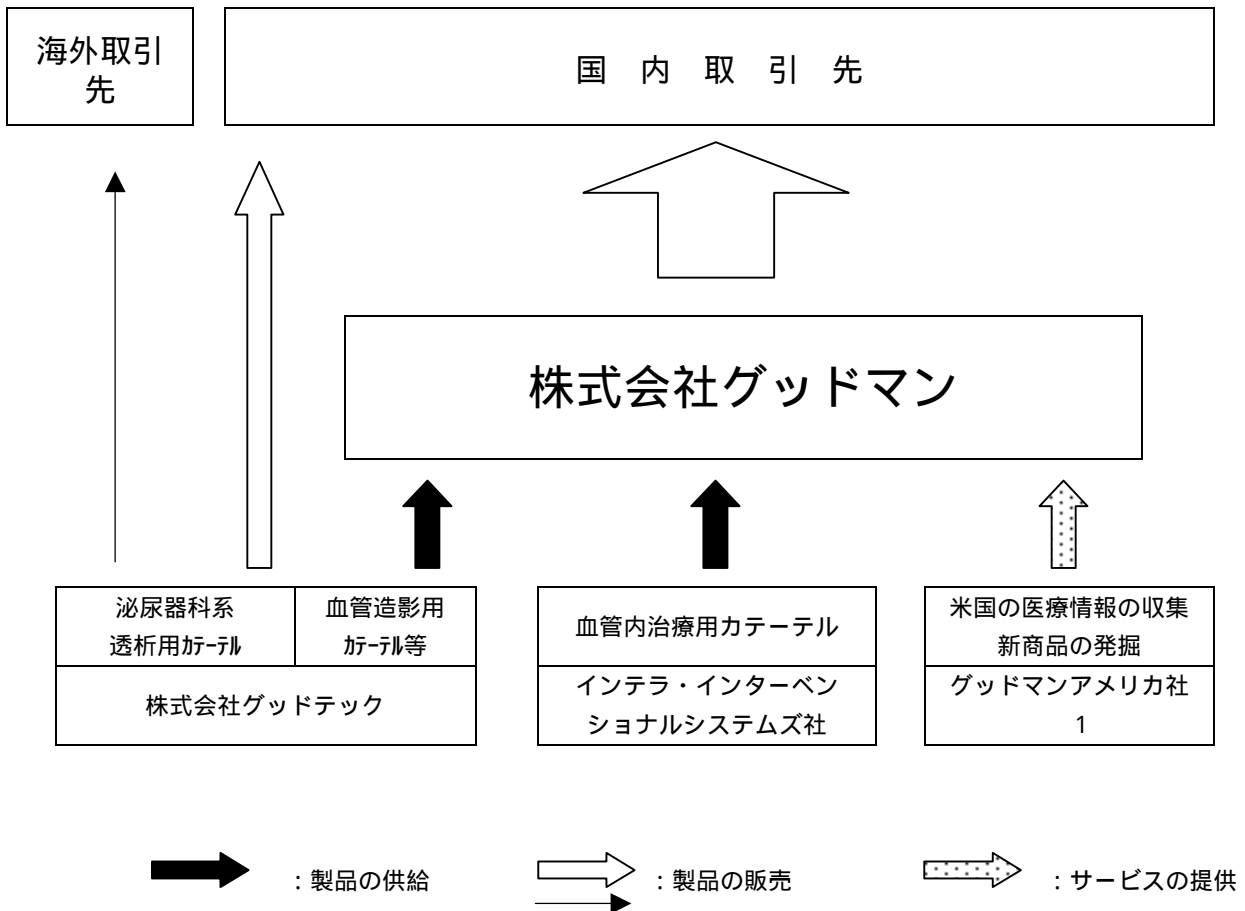 海外取引
先
国　内　取　引　先
株式会社グッドマン
泌尿器科系
透析用ｶﾃｰﾃﾙ
血管造影用
ｶﾃｰﾃﾙ等
株式会社グッドテック
血管内治療用カテーテル
インテラ・インターベン
ショナルシステムズ社
米国の医療情報の収集
新商品の発掘
グッドマンアメリカ社
1
：製品の供給
：製品の販売
：サービスの提供